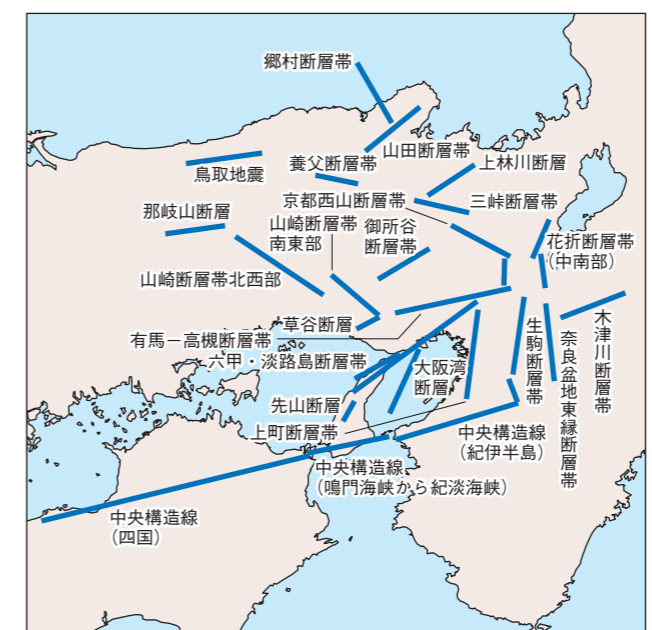 郷村断層帯
山田断層帯
鳥取地震
養父断層帯
上林川断層
京都西山断層帯
三峠断層帯
那岐山断層
山崎断層帯
南東部
御所谷
断層帯
花折断層帯
（中南部）
山崎断層帯北西部
草谷断層
有馬－高槻断層帯
六甲・淡路島断層帯
大阪湾
断層
生駒断層帯
奈良盆地東縁断層帯
木津川断層帯
先山断層
上町断層帯
中央構造線
（紀伊半島）
中央構造線
（鳴門海峡から紀淡海峡）
中央構造線
（四国）